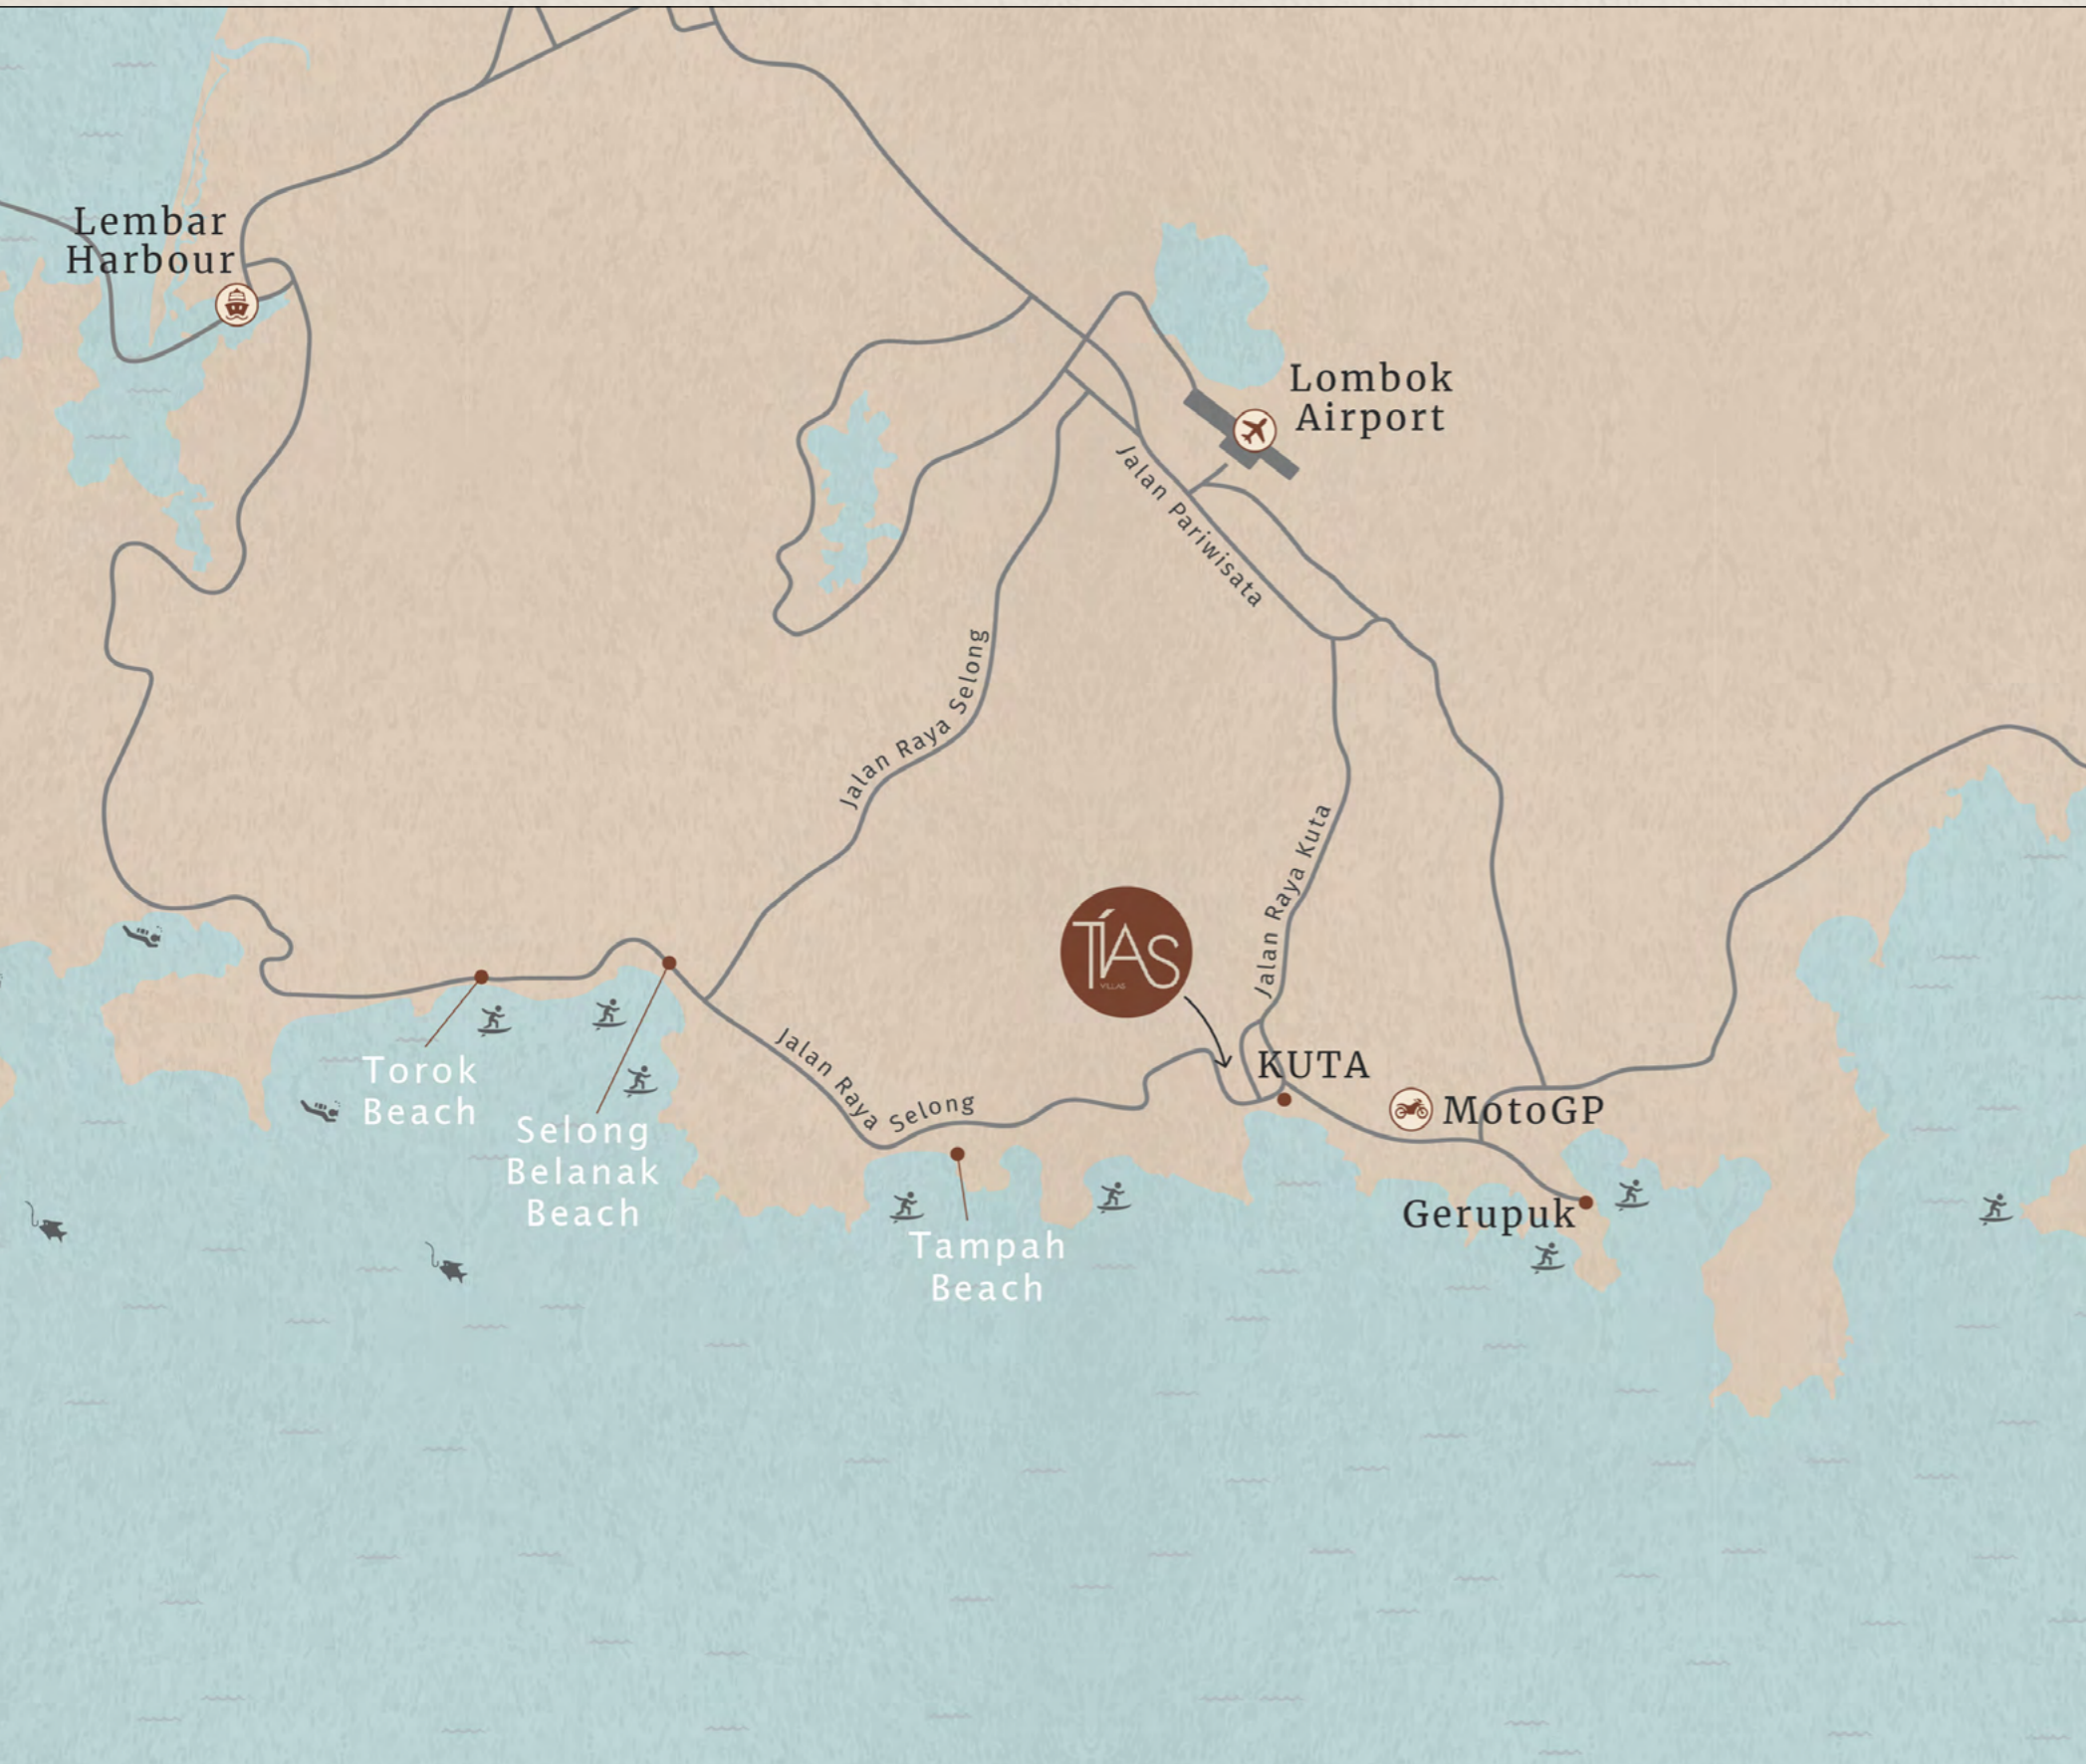 Lembar
Harbour
Lombok
Airport
Jalan Pariwisata
Jalan Raya Selong
Jalan Raya Kuta
TÍAS
VILLAS
KUTA
MotoGP
Jalan Raya Selong
Torok
Beach
Selong
Belanak
Beach
Gerupuk
Tampah
Beach